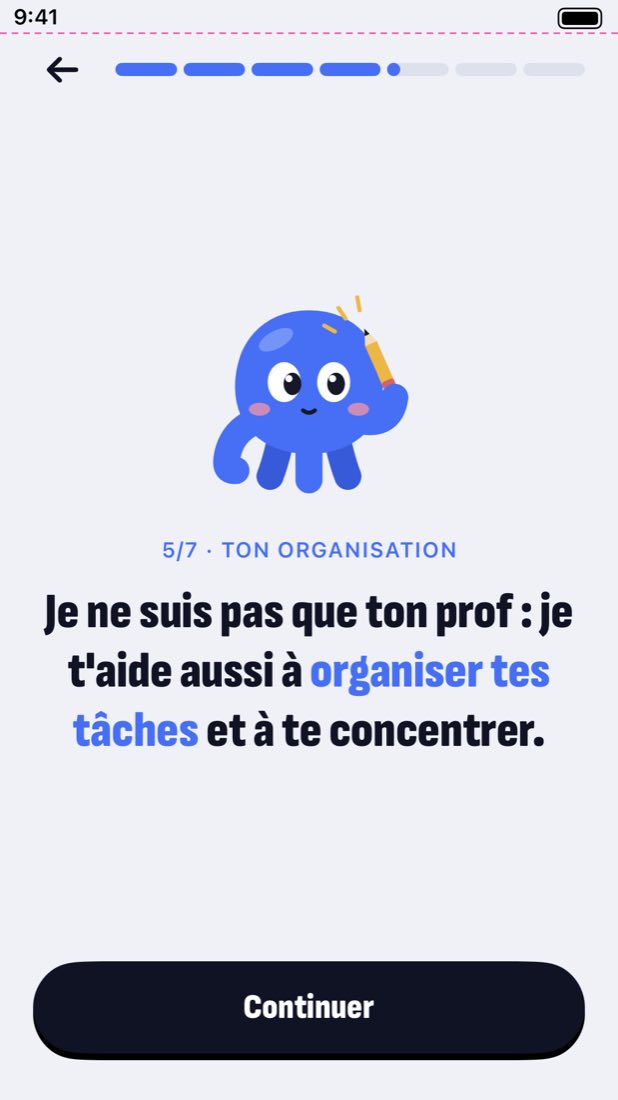 9:41
5/7 · TON ORGANISATION
Je ne suis pas que ton prof : je
t'aide aussi à organiser tes
tâches et à te concentrer.
Continuer